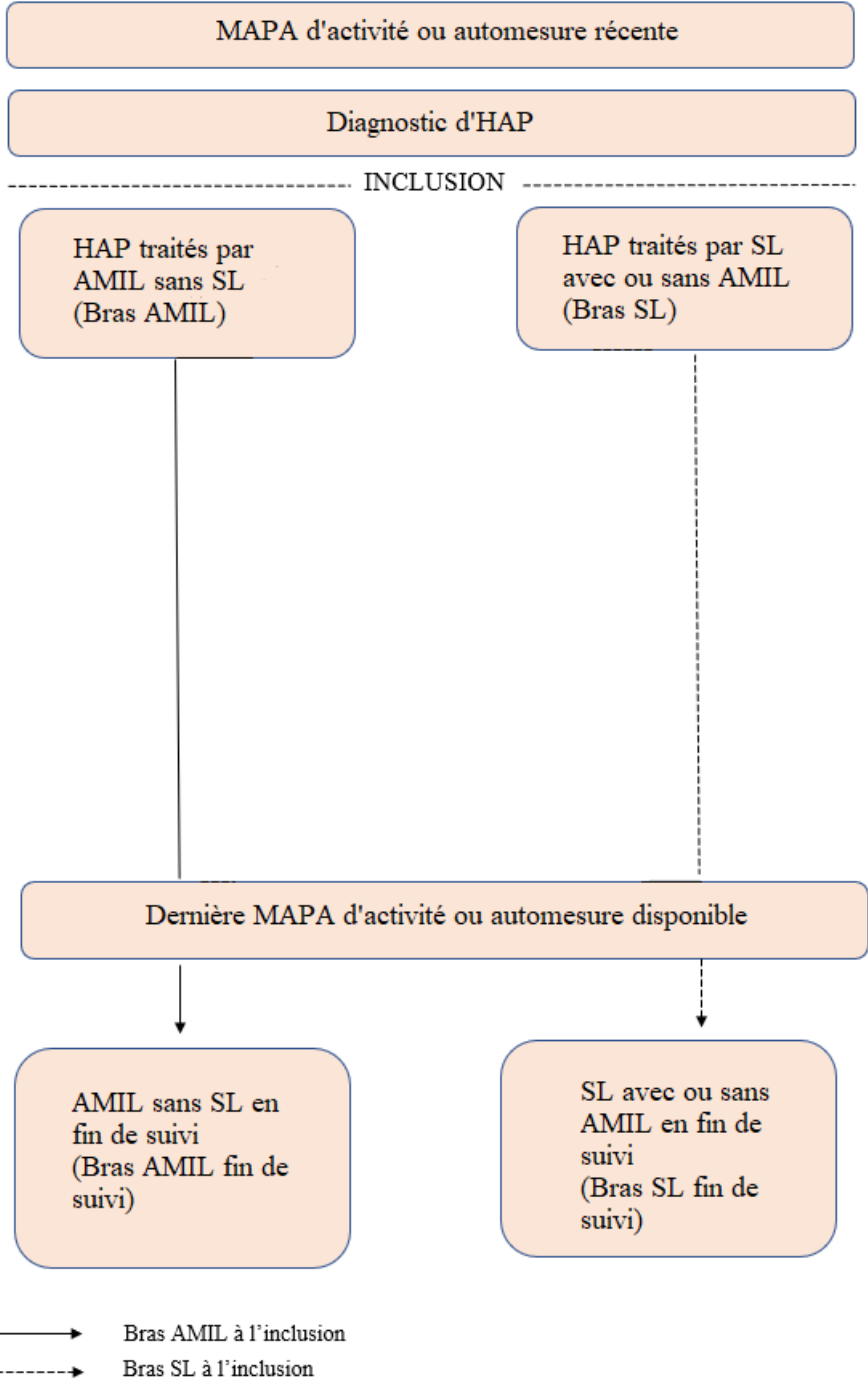 MAPA d'activité ou automesure récente
Diagnostic d'HAP
INCLUSION
HAP traités par
AMIL sans SL
(Bras AMIL)
HAP traités par SL
avec ou sans AMIL
(Bras SL)
Dernière MAPA d'activité ou automesure disponible
AMIL sans SL en
fin de suivi
(Bras AMIL fin de
suivi)
SL avec ou sans
AMIL en fin de
suivi
(Bras SL fin de
suivi)
Bras AMIL à l’inclusion
Bras SL à l’inclusion